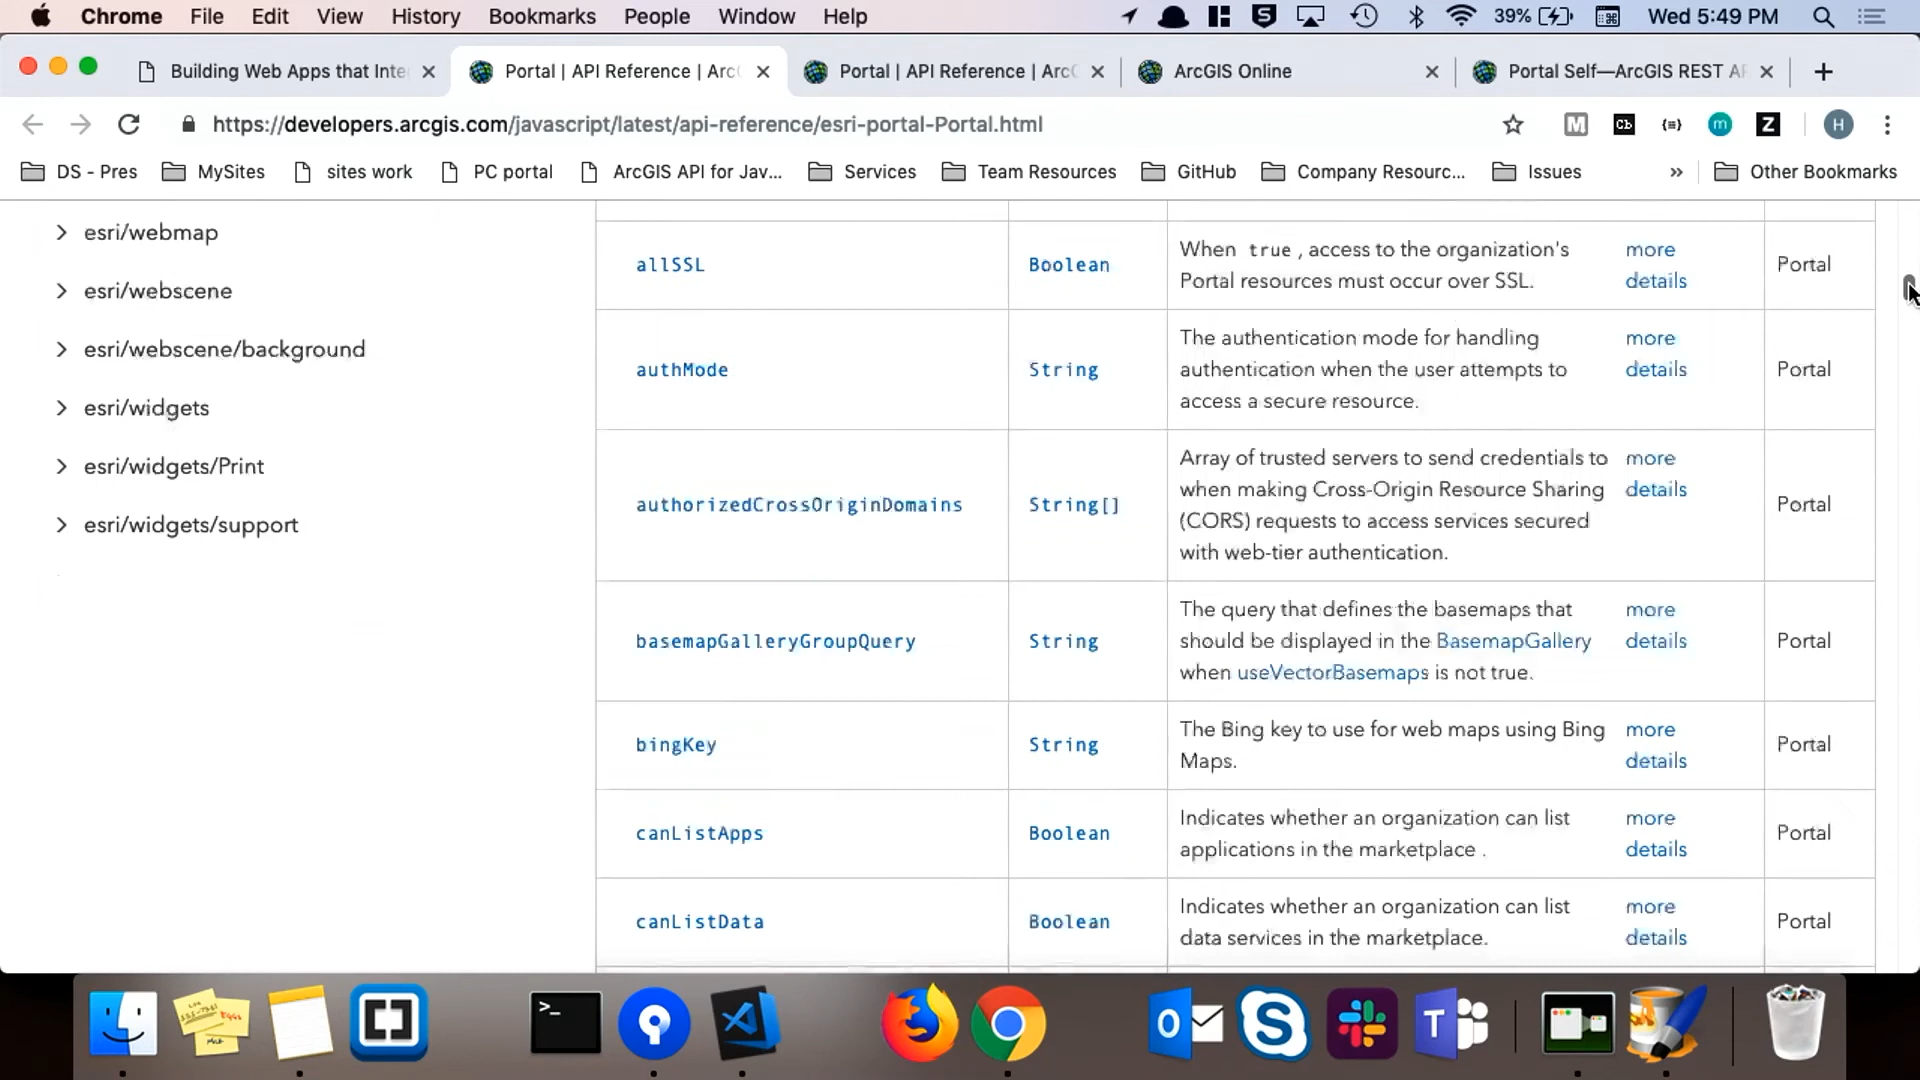 Chrome File Edit View History Bookmarks People Window Help 39% Wed 5:49 PM
Building Web Apps that Inte Portal | API Reference | Arc Portal | API Reference | Arc ArcGIS Online Portal Self—ArcGIS REST A
https://developers.arcgis.com/javascript/latest/api-reference/esri-portal-Portal.html
DS - Pres MySites sites work PC portal ArcGIS API for Jav... Services Team Resources GitHub Company Resourc... Issues » Other Bookmarks
esri/webmap
esri/webscene
esri/webscene/background
esri/widgets
esri/widgets/Print
esri/widgets/support
allSSL Boolean When true , access to the organization's more Portal
Portal resources must occur over SSL. details
authMode String The authentication mode for handling more Portal
authentication when the user attempts to details
access a secure resource.
authorizedCrossOriginDomains String[] Array of trusted servers to send credentials to more Portal
when making Cross-Origin Resource Sharing details
(CORS) requests to access services secured
with web-tier authentication.
basemapGalleryGroupQuery String The query that defines the basemaps that more Portal
should be displayed in the BasemapGallery details
when useVectorBasemaps is not true.
bingKey String The Bing key to use for web maps using Bing more Portal
Maps. details
canListApps Boolean Indicates whether an organization can list more Portal
applications in the marketplace . details
canListData Boolean Indicates whether an organization can list more Portal
data services in the marketplace. details